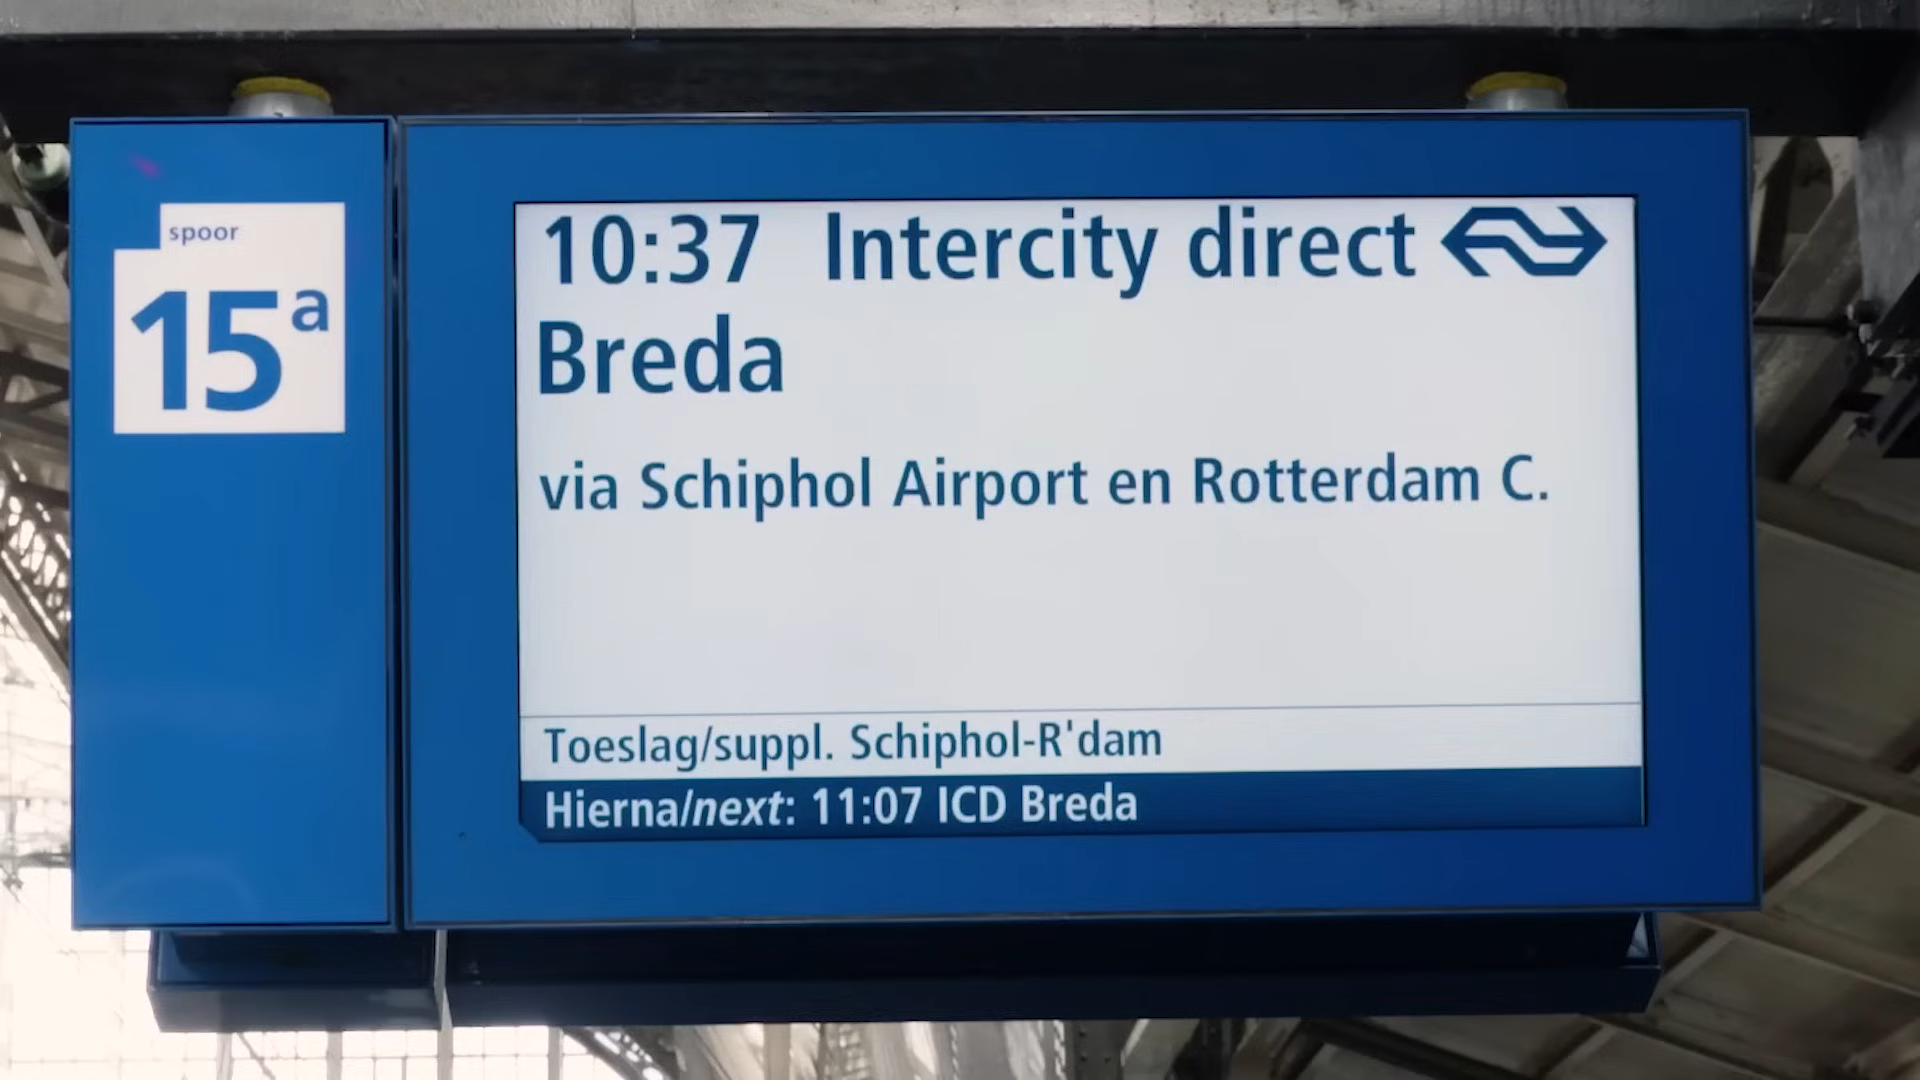 spoor
15a
10:37 Intercity direct
Breda
via Schiphol Airport en Rotterdam C.
Toeslag/suppl. Schiphol-R'dam
Hierna/next: 11:07 ICD Breda